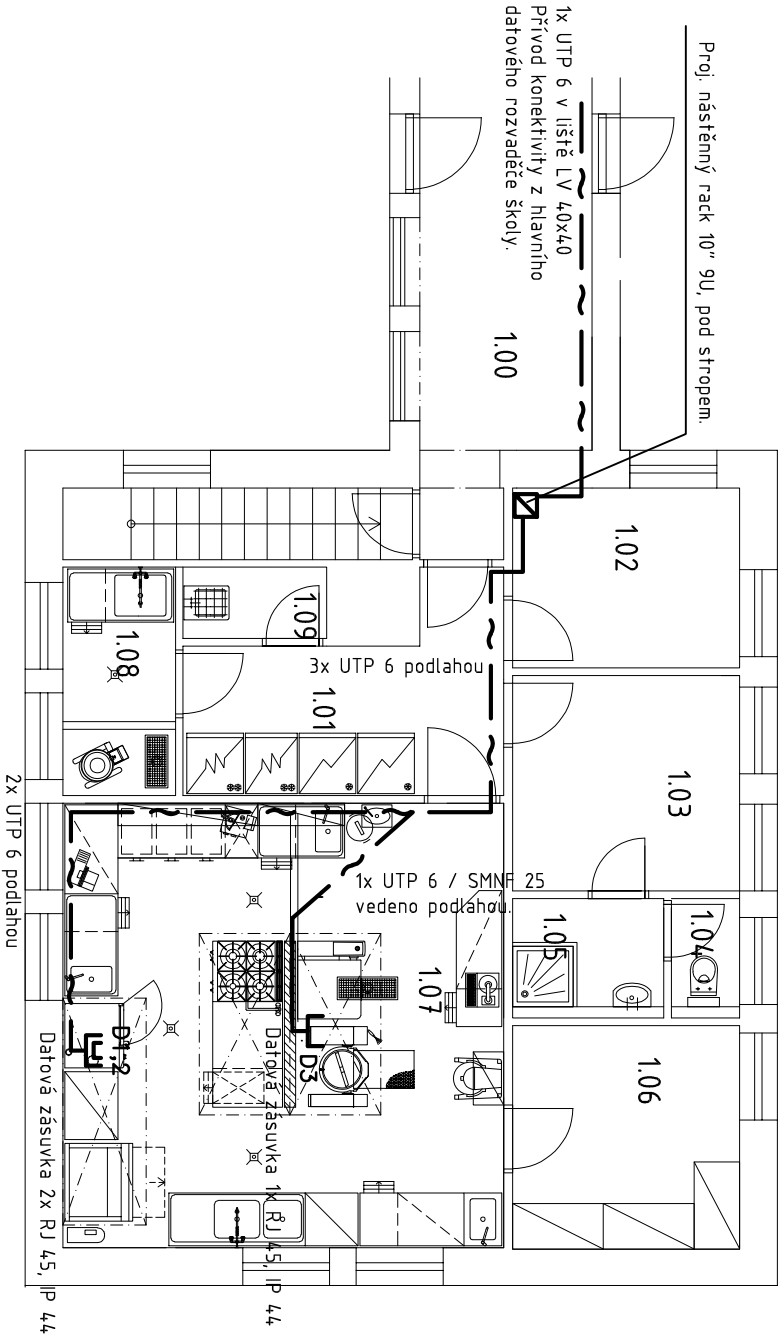 Proj. nástěnný rack 10" 9U, pod stropem.
1x UTP 6 v liště LV 40x40
Přívod konektivity z hlavního
datového rozvaděče školy.
1.00
1.02
1.09
1.08
3x UTP 6 podlahou
1.01
1.03
2x UTP 6 podlahou
1x UTP 6 / SMNF 25
vedeno podlahou.
1.05
1.04
1.07
1.06
D1,2
D3
Datová zásuvka 1x RJ 45, IP 44
Datová zásuvka 2x RJ 45, IP 44